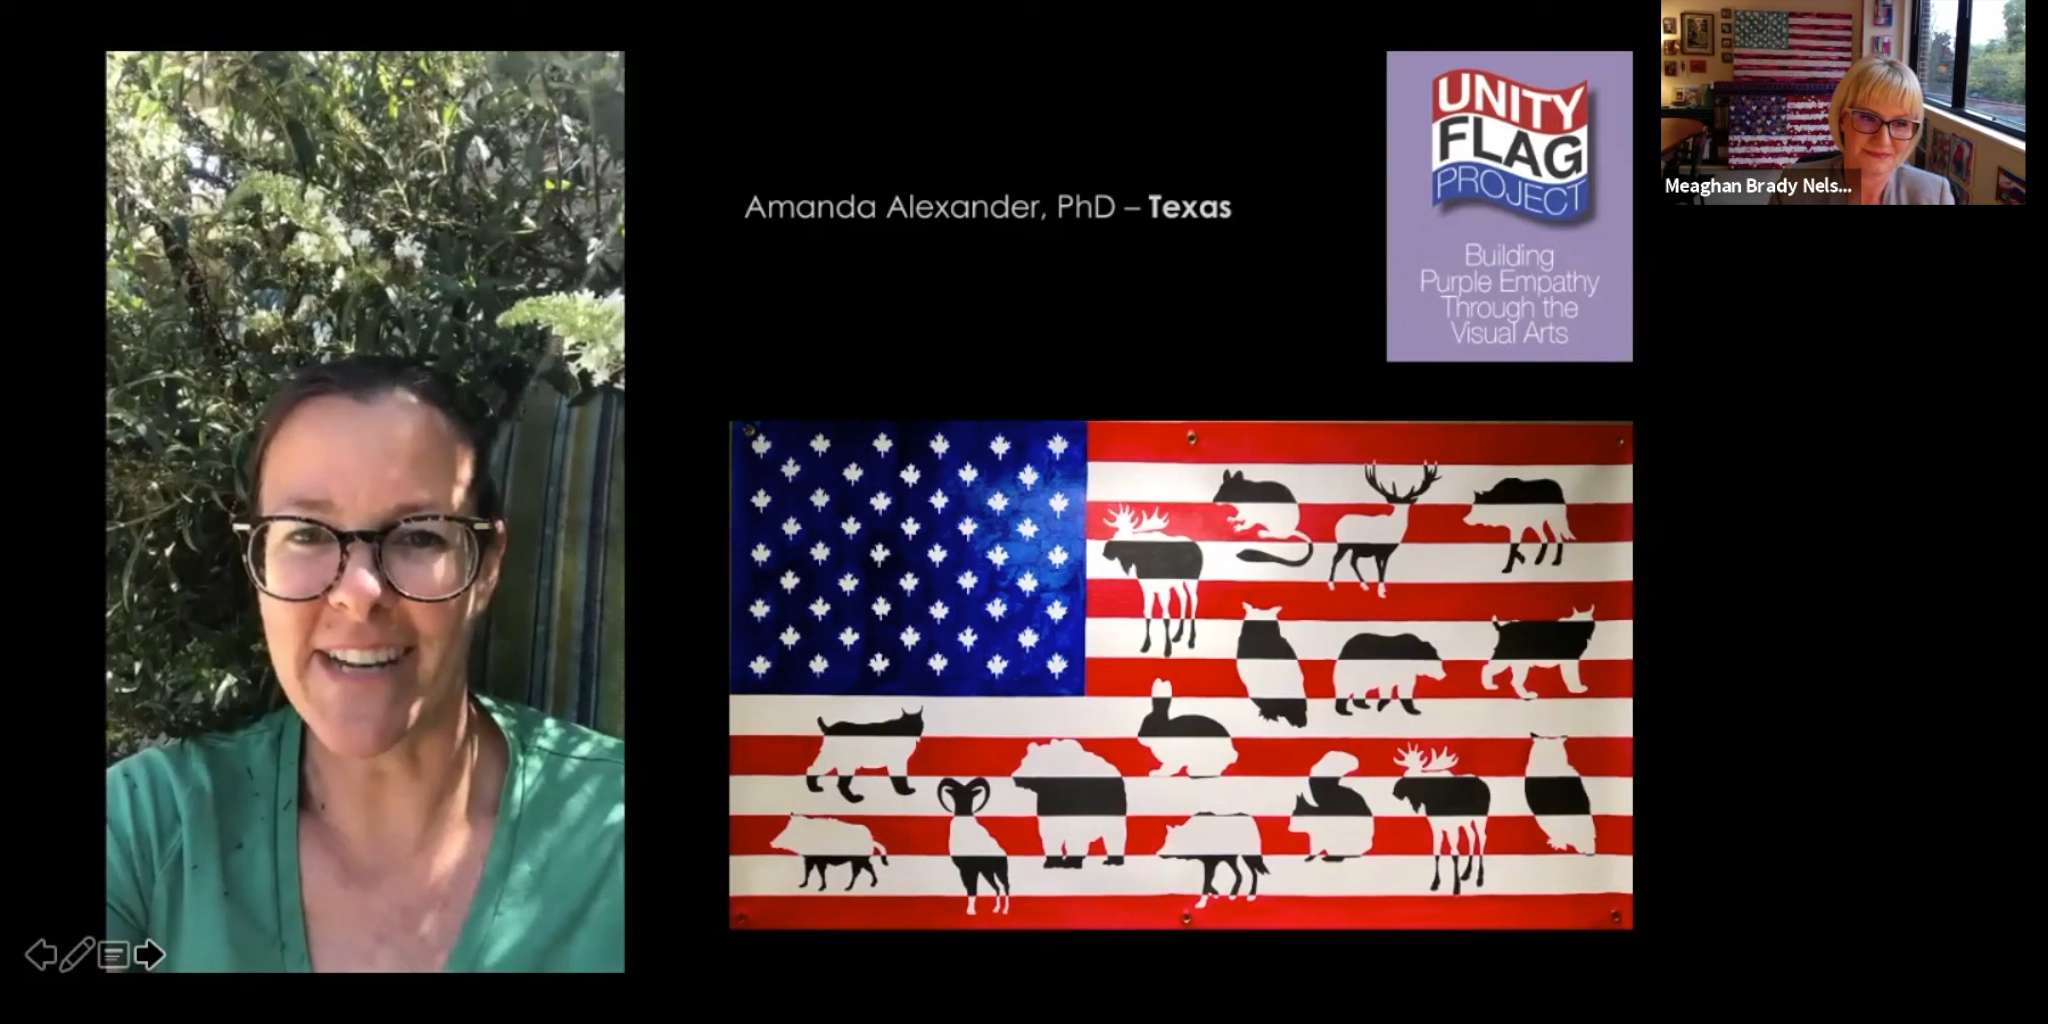 Amanda Alexander, PhD – Texas
UNITY
FLAG
PROJECT
Building
Purple Empathy
Through the
Visual Arts
Meaghan Brady Nels...